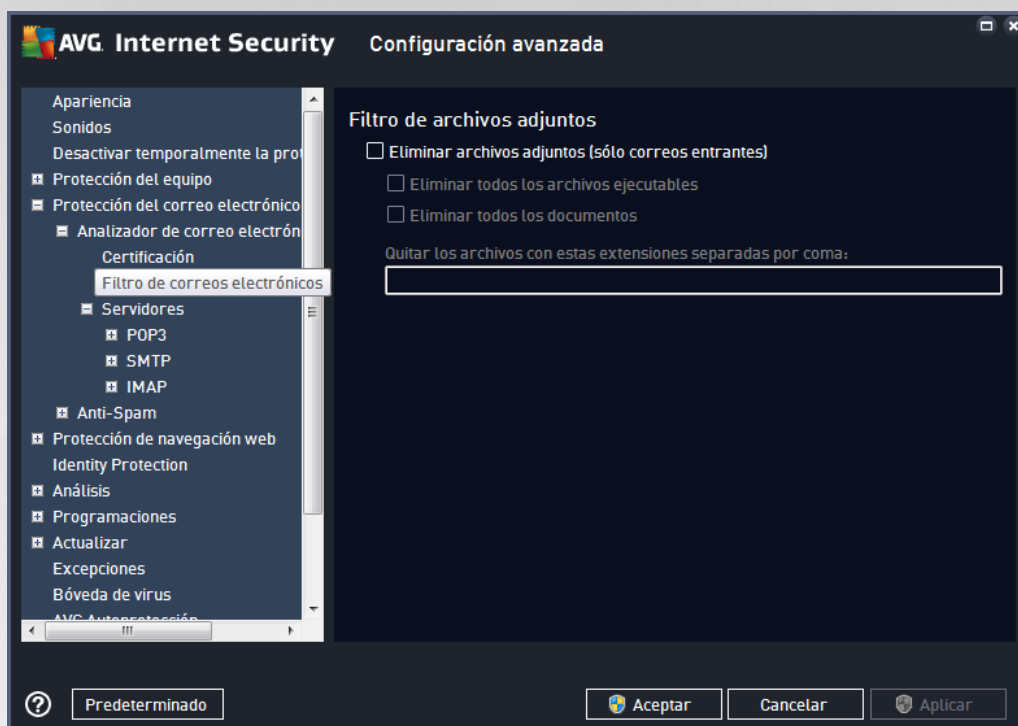 AVG. Internet Security Configuración avanzada
Apariencia
Sonidos
Desactivar temporalmente la prot
Protección del equipo
Protección del correo electrónico
Analizador de correo electrón
Certificación
Filtro de correos electrónicos
Servidores
POP3
SMTP
IMAP
Anti-Spam
Protección de navegación web
Identity Protection
Análisis
Programaciones
Actualizar
Excepciones
Bóveda de virus
AVG Autoprotección
Filtro de archivos adjuntos
Eliminar archivos adjuntos (sólo correos entrantes)
Eliminar todos los archivos ejecutables
Eliminar todos los documentos
Quitar los archivos con estas extensiones separadas por coma:
Predeterminado
Aceptar
Cancelar
Aplicar